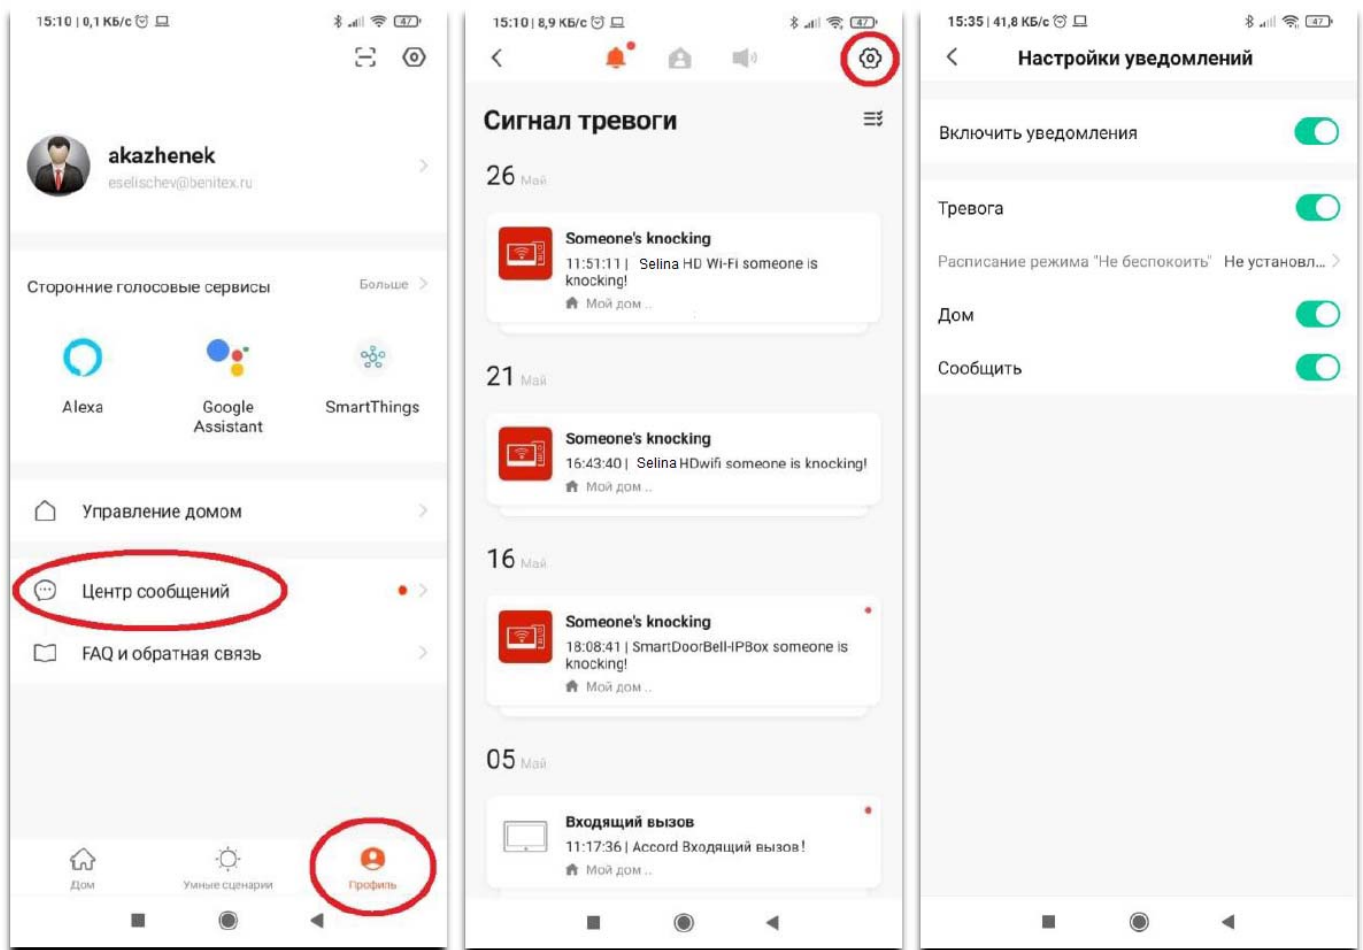 15:10 | 0,1 КБ/с
47
akazhenek
eselischev@benitex.ru
Сторонние голосовые сервисы
Больше
Alexa
Google
Assistant
SmartThings
Управление домом
Центр сообщений
FAQ и обратная связь
Дом
Умные сценарии
Профиль
15:10 | 8,9 КБ/с
47
Сигнал тревоги
26 Май
Someone's knocking
11:51:11 | Selina HD Wi-Fi someone is
knocking!
Мой дом ..
21 Май
Someone's knocking
16:43:40 | Selina HDwifi someone is knocking!
Мой дом ..
16 Май
Someone's knocking
18:08:41 | SmartDoorBell-IPBox someone is
knocking!
Мой дом ..
05 Май
Входящий вызов
11:17:36 | Accord Входящий вызов!
Мой дом ..
15:35 | 41,8 КБ/с
47
Настройки уведомлений
Включить уведомления
Тревога
Расписание режима "Не беспокоить" Не установл...
Дом
Сообщить